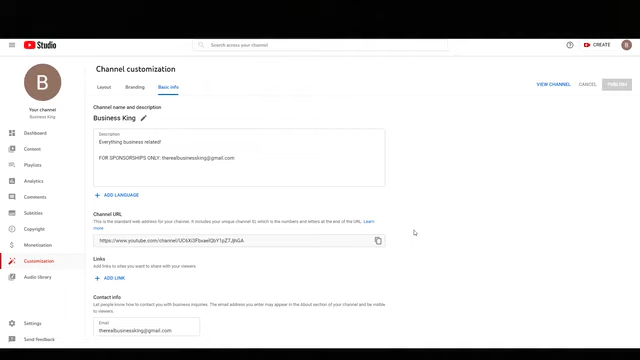 Studio
Search across your channel
CREATE
B
B
Your channel
Business King
Dashboard
Content
Playlists
Analytics
Comments
Subtitles
Copyright
Monetization
Customization
Audio library
Settings
Send feedback
Channel customization
Layout
Branding
Basic info
VIEW CHANNEL
CANCEL
PUBLISH
Channel name and description
Business King
Description
Everything business related!
FOR SPONSORSHIPS ONLY: therealbusinessking@gmail.com
+ ADD LANGUAGE
Channel URL
This is the standard web address for your channel. It includes your unique channel ID, which is the numbers and letters at the end of the URL. Learn
more
Links
Add links to sites you want to share with your viewers
+ ADD LINK
Contact info
Let people know how to contact you with business inquiries. The email address you enter may appear in the About section of your channel and be visible
to viewers.
Email
therealbusinessking@gmail.com